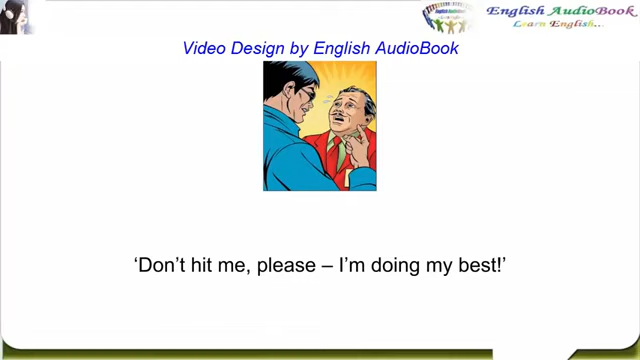 English AudioBook
Learn English...
Video Design by English AudioBook
‘Don’t hit me, please – I’m doing my best!’